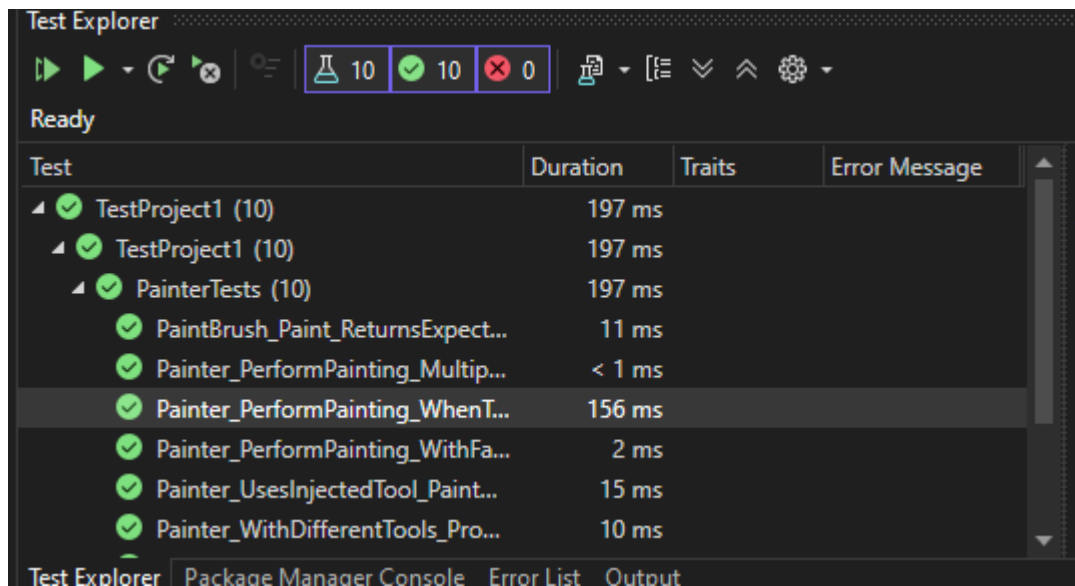 Test Explorer
10 10 0
Ready
Test Duration Traits Error Message
TestProject1 (10) 197 ms
TestProject1 (10) 197 ms
PainterTests (10) 197 ms
PaintBrush_Paint_ReturnsExpect... 11 ms
Painter_PerformPainting_Multip... < 1 ms
Painter_PerformPainting_WhenT... 156 ms
Painter_PerformPainting_WithFa... 2 ms
Painter_UsesInjectedTool_Paint... 15 ms
Painter_WithDifferentTools_Pro... 10 ms
Test Explorer Package Manager Console Error List Output